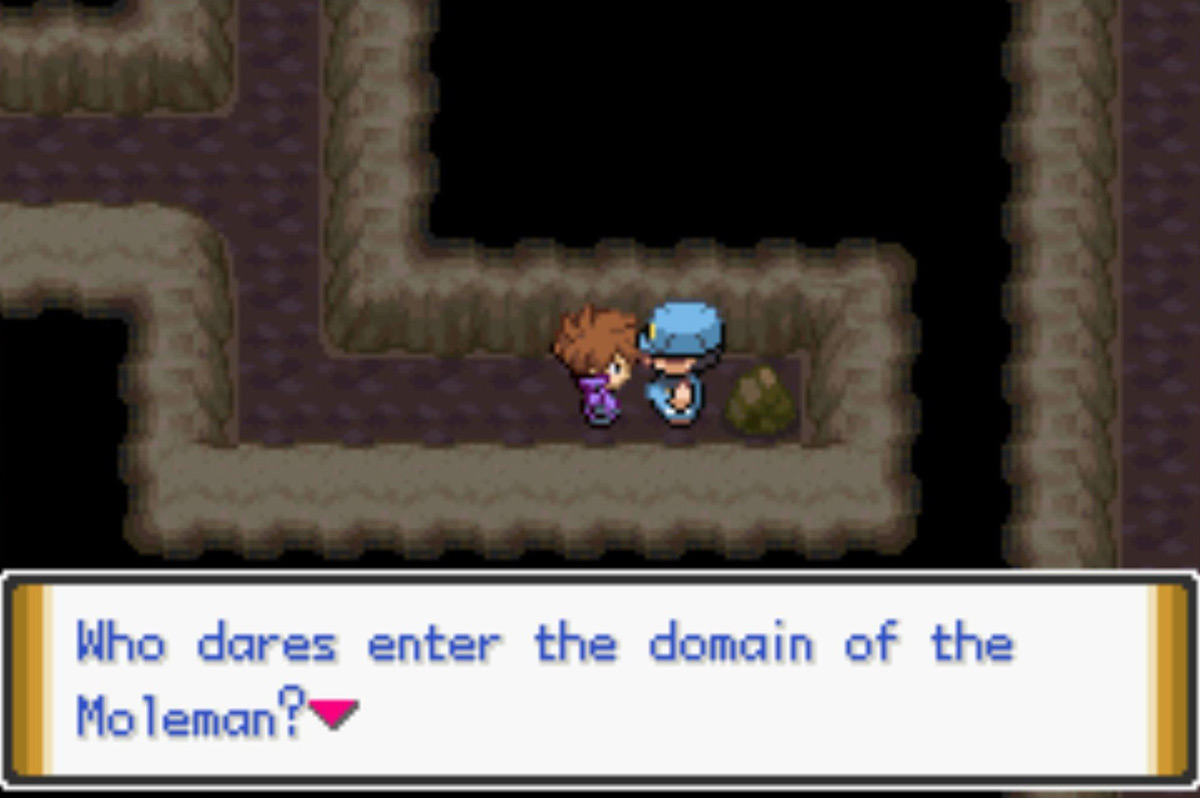 Who dares enter the domain of the
Moleman?